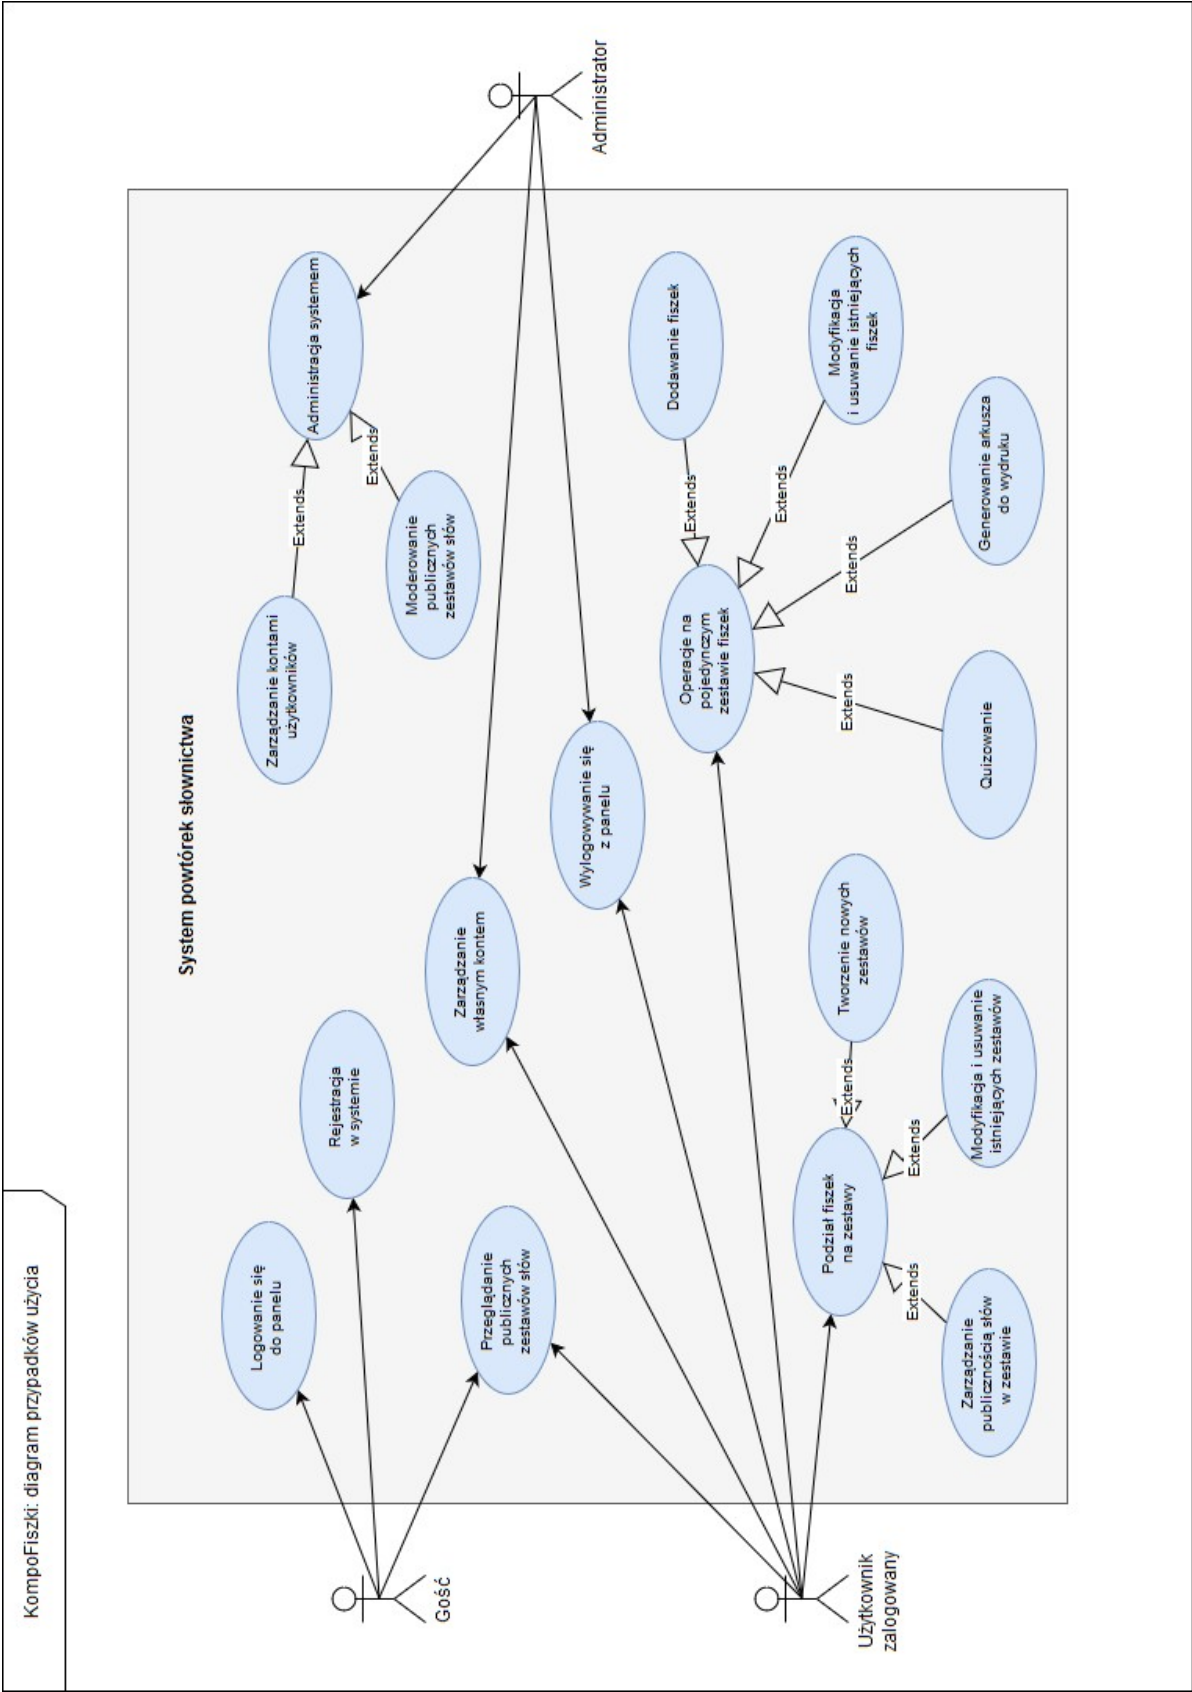 KompoFiszki: diagram przypadków użycia
System powtórek słownictwa
Gość
Użytkownik
zalogowany
Administrator
Logowanie się
do panelu
Rejestracja
w systemie
Przeglądanie
publicznych
zestawów słów
Zarządzanie
własnym kontem
Wylogowywanie się
z panelu
Zarządzanie kontami
użytkowników
Extends
Administracja systemem
Extends
Moderowanie
publicznych
zestawów słów
Operacje na
pojedynczym
zestawie fiszek
Extends
Dodawanie fiszek
Extends
Modyfikacja
i usuwanie istniejących
fiszek
Extends
Generowanie arkusza
do wydruku
Extends
Quizowanie
Podział fiszek
na zestawy
Extends
Tworzenie nowych
zestawów
Extends
Modyfikacja i usuwanie
istniejących zestawów
Extends
Zarządzanie
publicznością słów
w zestawie